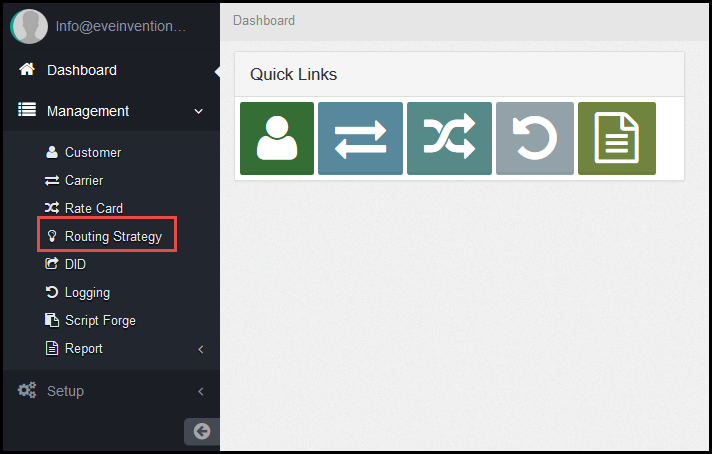 Info@eveinvention...
Dashboard
Management
Customer
Carrier
Rate Card
Routing Strategy
DID
Logging
Script Forge
Report
Setup
Dashboard
Quick Links